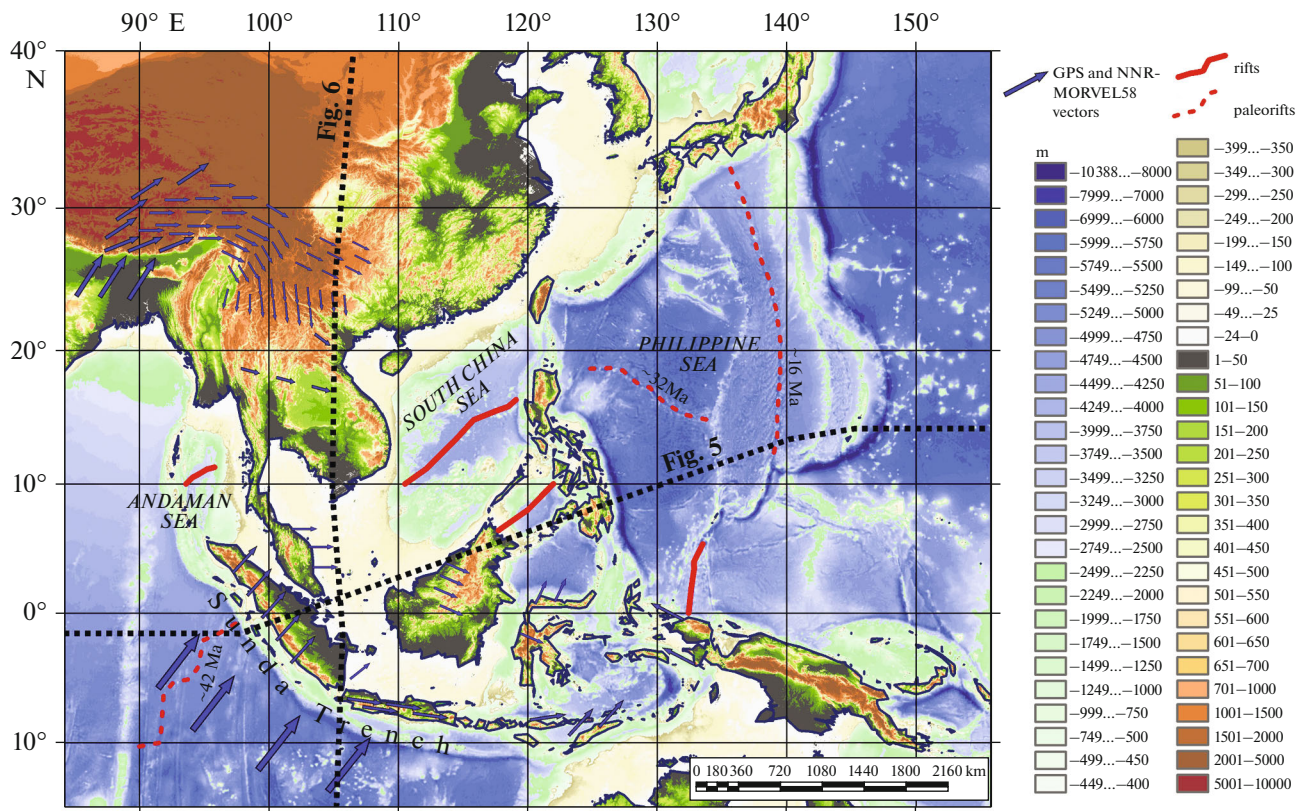 90° E 100° 110° 120° 130° 140° 150°
40°
N
30°
20°
10°
0°
10°
Fig. 6
Fig. 5
PHILIPPINE
SEA
SOUTH CHINA
SEA
ANDAMAN
SEA
~32Ma
~16 Ma
~42 Ma
Sunda Trench
0 180 360 720 1080 1440 1800 2160 km
GPS and NNR-
MORVEL58
vectors
rifts
paleorifts
m
–10388...–8000
–7999...–7000
–6999...–6000
–5999...–5750
–5749...–5500
–5499...–5250
–5249...–5000
–4999...–4750
–4749...–4500
–4499...–4250
–4249...–4000
–3999...–3750
–3749...–3500
–3499...–3250
–3249...–3000
–2999...–2750
–2749...–2500
–2499...–2250
–2249...–2000
–1999...–1750
–1749...–1500
–1499...–1250
–1249...–1000
–999...–750
–749...–500
–499...–450
–449...–400
–399...–350
–349...–300
–299...–250
–249...–200
–199...–150
–149...–100
–99...–50
–49...–25
–24–0
1–50
51–100
101–150
151–200
201–250
251–300
301–350
351–400
401–450
451–500
501–550
551–600
601–650
651–700
701–1000
1001–1500
1501–2000
2001–5000
5001–10000